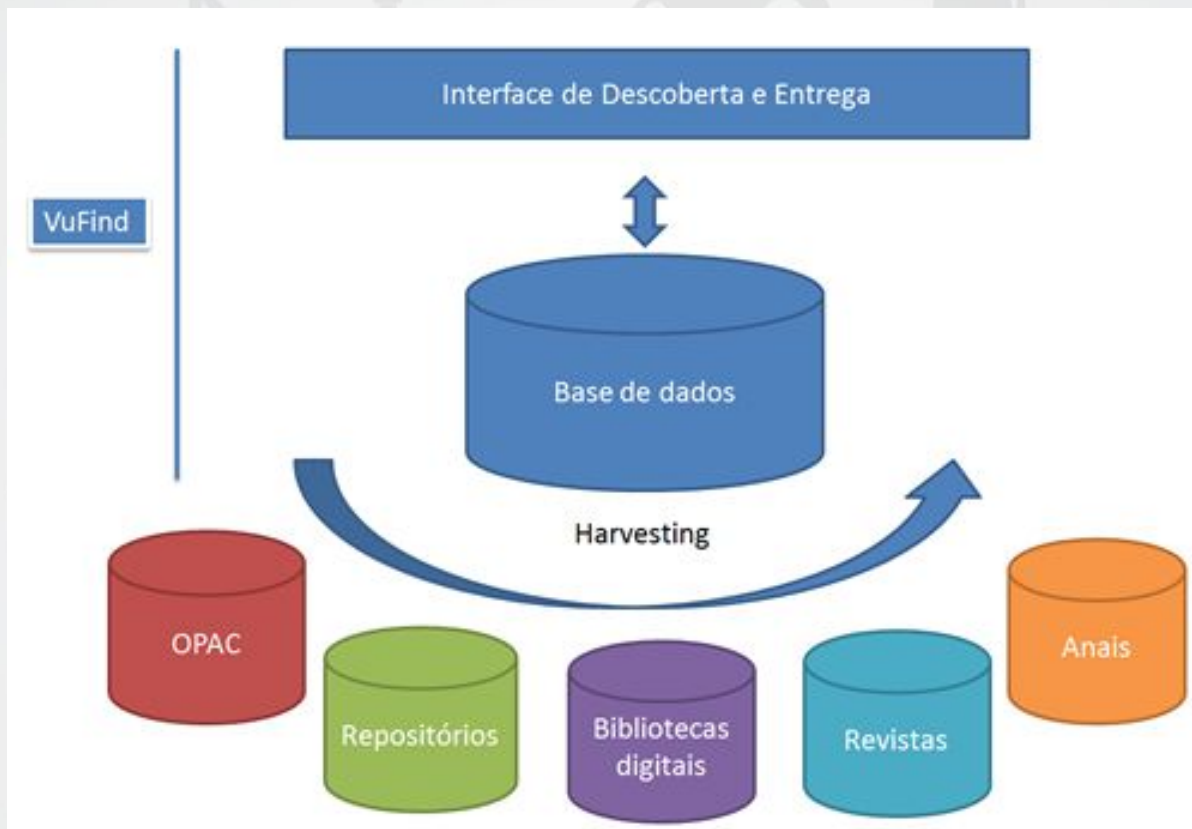 Interface de Descoberta e Entrega
VuFind
Base de dados
Harvesting
OPAC
Repositórios
Bibliotecas
digitais
Revistas
Anais